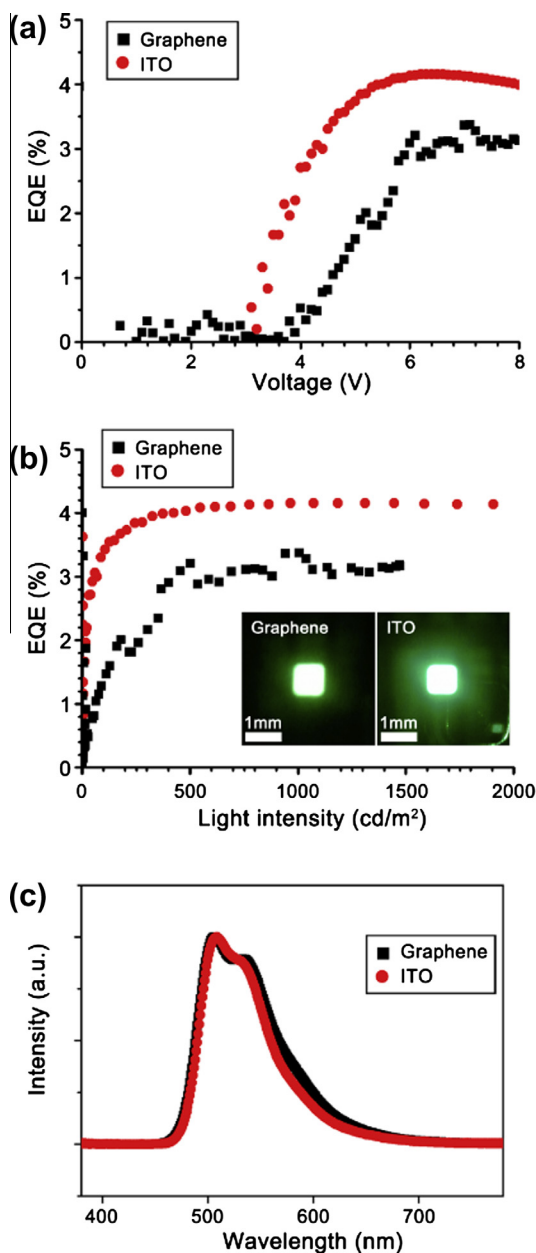 (a)
5
4
3
2
1
0
EQE (%)
Graphene
ITO
0 2 4 6 8
Voltage (V)
(b)
5
4
3
2
1
0
EQE (%)
Graphene
ITO
Graphene ITO
1mm 1mm
0 500 1000 1500 2000
Light intensity (cd/m²)
(c)
Intensity (a.u.)
Graphene
ITO
400 500 600 700
Wavelength (nm)